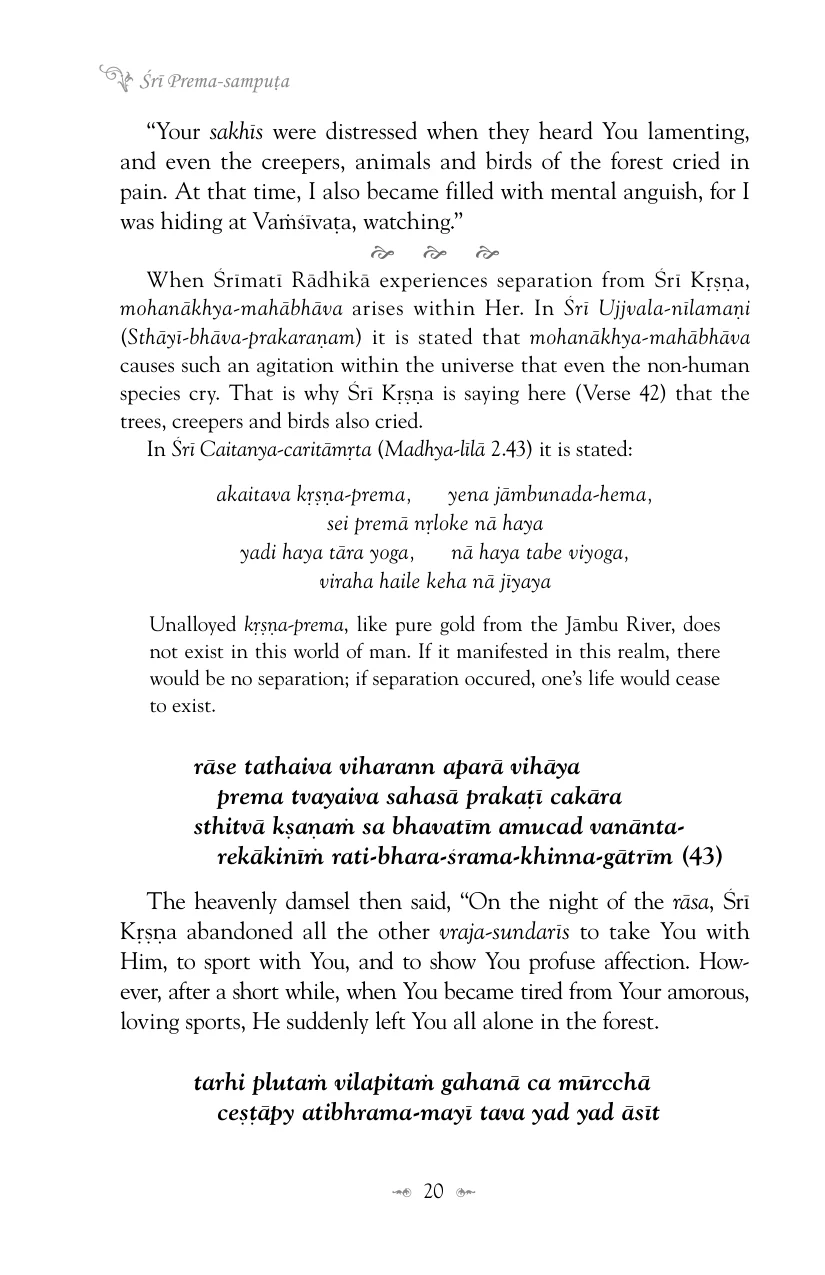 Śrī Prema-sampuṭa
“Your sakhīs were distressed when they heard You lamenting,
and even the creepers, animals and birds of the forest cried in
pain. At that time, I also became filled with mental anguish, for I
was hiding at Vaṁśīvaṭa, watching.”
When Śrīmatī Rādhikā experiences separation from Śrī Kṛṣṇa,
mohanākhya-mahābhāva arises within Her. In Śrī Ujjvala-nīlamaṇi
(Sthāyī-bhāva-prakaraṇam) it is stated that mohanākhya-mahābhāva
causes such an agitation within the universe that even the non-human
species cry. That is why Śrī Kṛṣṇa is saying here (Verse 42) that the
trees, creepers and birds also cried.
In Śrī Caitanya-caritāmṛta (Madhya-līlā 2.43) it is stated:
akaitava kṛṣṇa-prema, yena jāmbunada-hema,
sei premā nṛloke nā haya
yadi haya tāra yoga, nā haya tabe viyoga,
viraha haile keha nā jīyaya
Unalloyed kṛṣṇa-prema, like pure gold from the Jāmbu River, does
not exist in this world of man. If it manifested in this realm, there
would be no separation; if separation occured, one’s life would cease
to exist.
rāse tathaiva viharann aparā vihāya
prema tvayaiva sahasā prakaṭī cakāra
sthitvā kṣaṇaṁ sa bhavatīm amucad vanānta-
rekākinīṁ rati-bhara-śrama-khinna-gātrīm (43)
The heavenly damsel then said, “On the night of the rāsa, Śrī
Kṛṣṇa abandoned all the other vraja-sundarīs to take You with
Him, to sport with You, and to show You profuse affection. How-
ever, after a short while, when You became tired from Your amorous,
loving sports, He suddenly left You all alone in the forest.
tarhi plutaṁ vilapitaṁ gahanā ca mūrcchā
ceṣṭāpy atibhrama-mayī tava yad yad āsīt
20